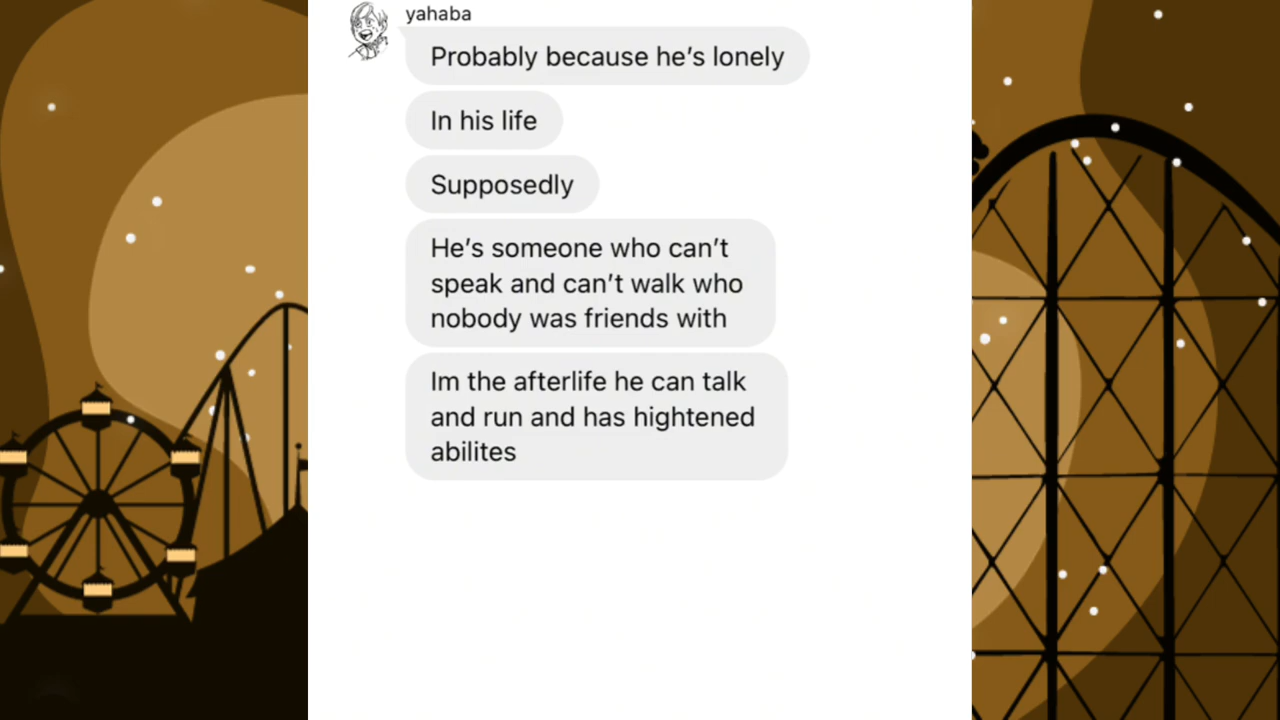 yahaba
Probably because he’s lonely
In his life
Supposedly
He’s someone who can’t
speak and can’t walk who
nobody was friends with
Im the afterlife he can talk
and run and has hightened
abilites